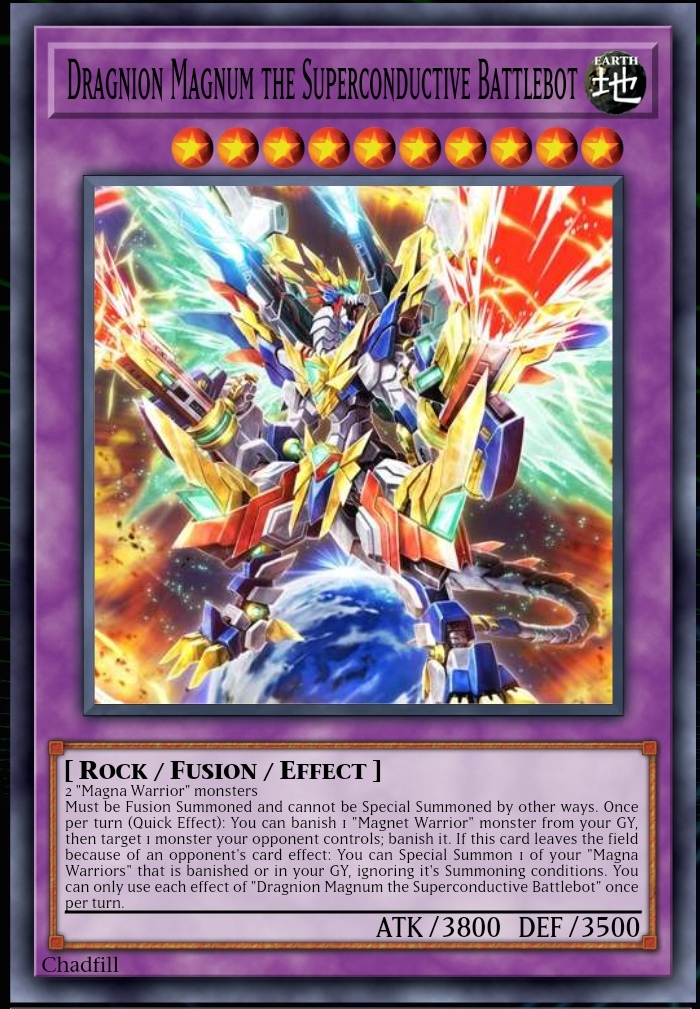 Dragnion Magnum the Superconductive Battlebot
EARTH
地
[ Rock / Fusion / Effect ]
2 "Magna Warrior" monsters
Must be Fusion Summoned and cannot be Special Summoned by other ways. Once
per turn (Quick Effect): You can banish 1 "Magnet Warrior" monster from your GY,
then target 1 monster your opponent controls; banish it. If this card leaves the field
because of an opponent's card effect: You can Special Summon 1 of your "Magna
Warriors" that is banished or in your GY, ignoring it's Summoning conditions. You
can only use each effect of "Dragnion Magnum the Superconductive Battlebot" once
per turn.
ATK/3800 DEF/3500
Chadfill